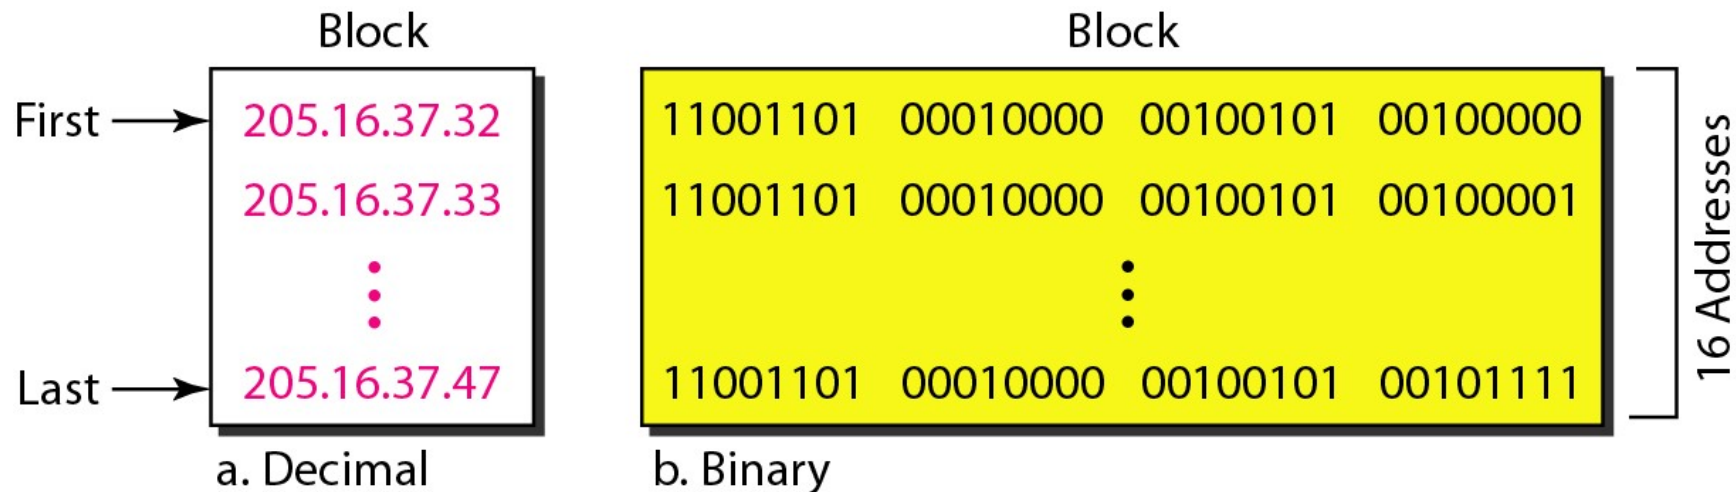 Block
First
205.16.37.32
205.16.37.33
Last
205.16.37.47
a. Decimal
Block
11001101 00010000 00100101 00100000
11001101 00010000 00100101 00100001
11001101 00010000 00100101 00101111
b. Binary
16 Addresses